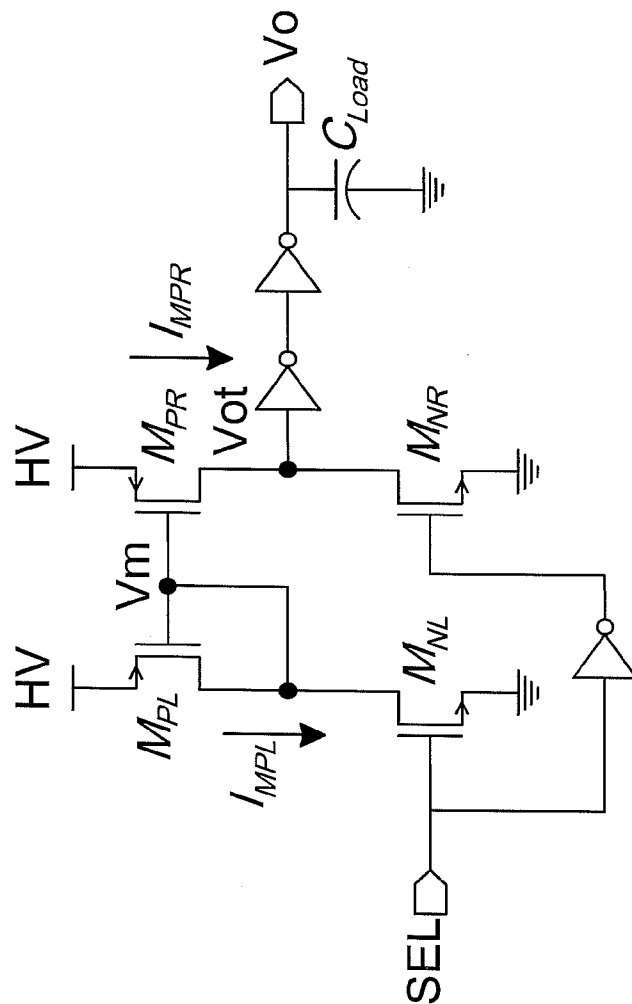 HV
HV
M_PL
Vm
M_PR
I_MPR
I_MPL
Vot
Vo
C_Load
M_NL
M_NR
SEL